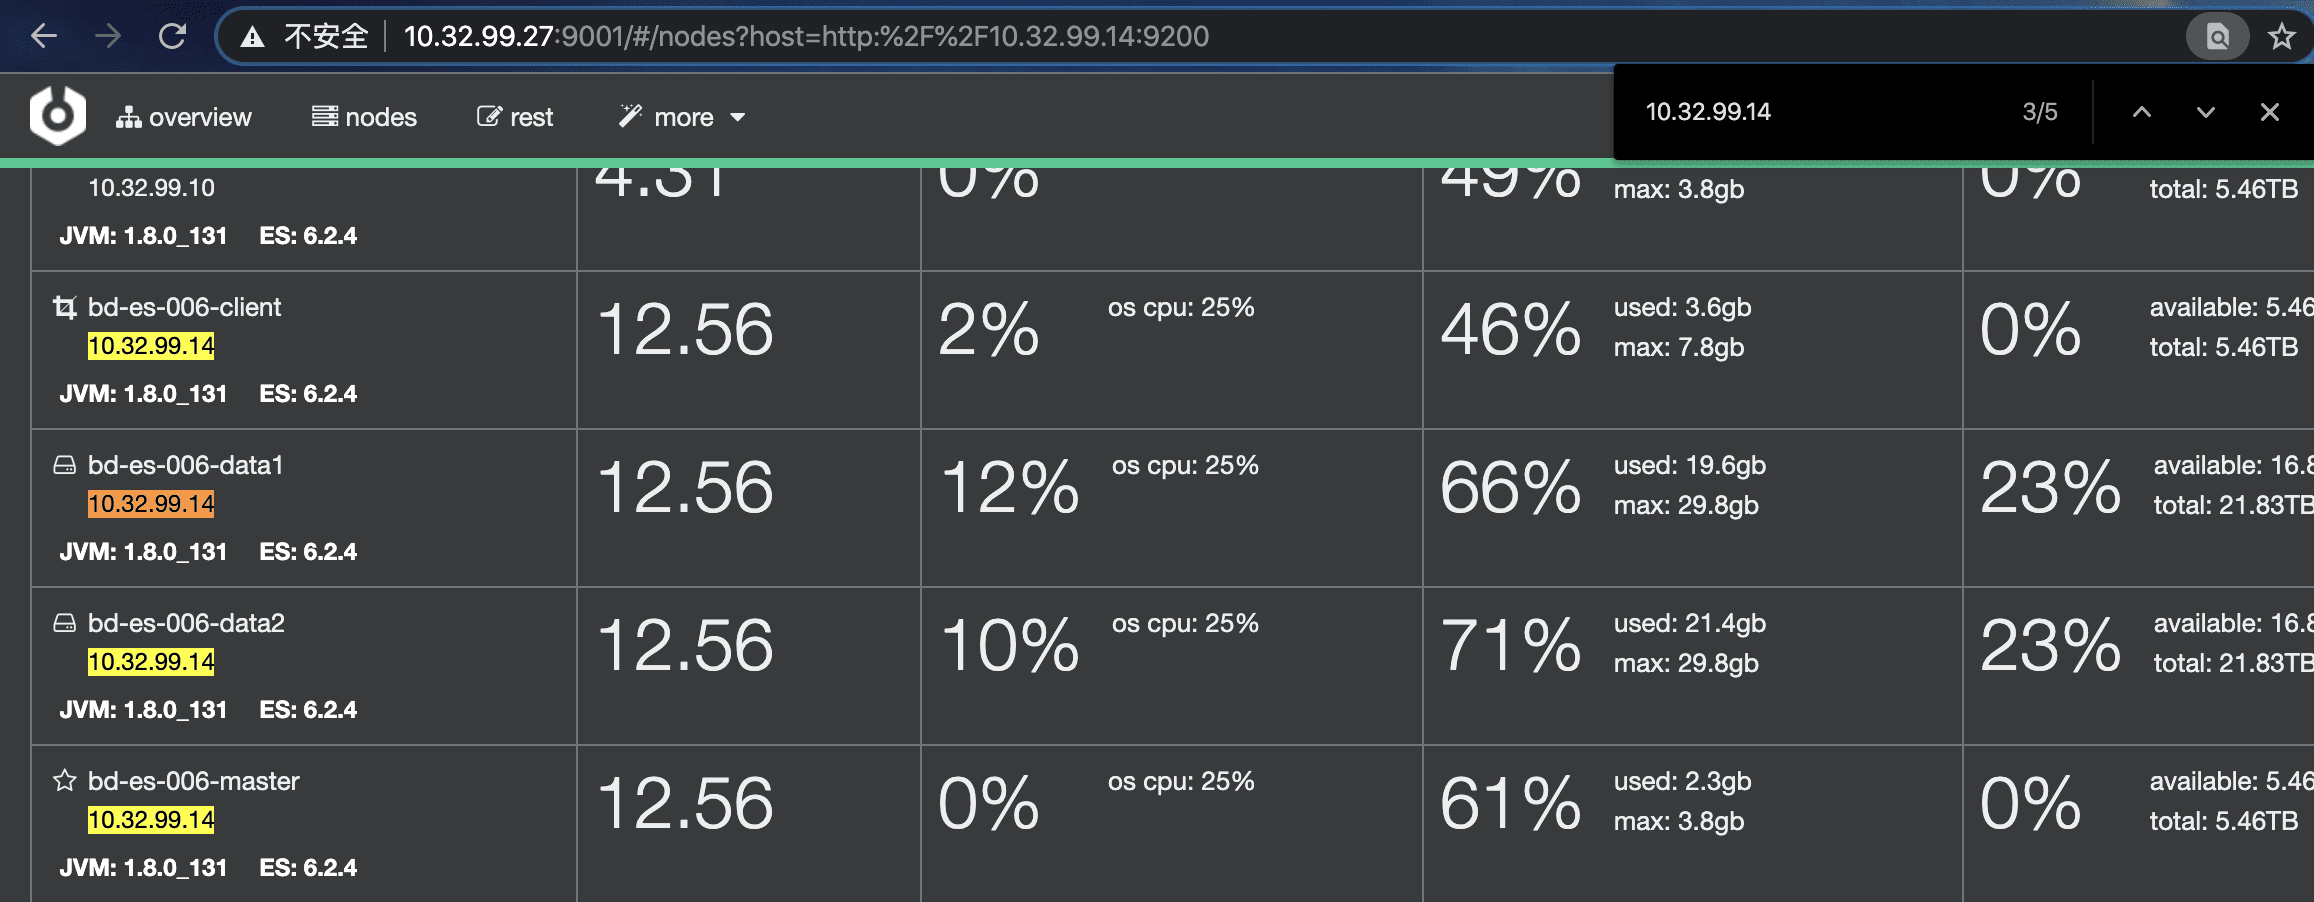 不安全 10.32.99.27:9001/#/nodes?host=http:%2F%2F10.32.99.14:9200
overview nodes rest more
10.32.99.14 3/5
10.32.99.10 4.31 0% 49% max: 3.8gb 0% total: 5.46TB
JVM: 1.8.0_131 ES: 6.2.4
bd-es-006-client 12.56 2% os cpu: 25% 46% used: 3.6gb 0% available: 5.46
10.32.99.14 max: 7.8gb total: 5.46TB
JVM: 1.8.0_131 ES: 6.2.4
bd-es-006-data1 12.56 12% os cpu: 25% 66% used: 19.6gb 23% available: 16.8
10.32.99.14 max: 29.8gb total: 21.83TB
JVM: 1.8.0_131 ES: 6.2.4
bd-es-006-data2 12.56 10% os cpu: 25% 71% used: 21.4gb 23% available: 16.8
10.32.99.14 max: 29.8gb total: 21.83TB
JVM: 1.8.0_131 ES: 6.2.4
bd-es-006-master 12.56 0% os cpu: 25% 61% used: 2.3gb 0% available: 5.46
10.32.99.14 max: 3.8gb total: 5.46TB
JVM: 1.8.0_131 ES: 6.2.4